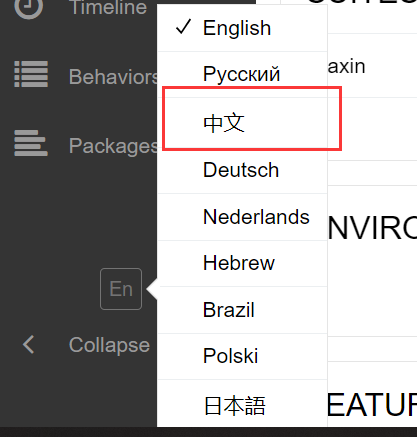 Timeline
Behaviors
Packages
En
Collapse
English
Русский
中文
Deutsch
Nederlands
Hebrew
Brazil
Polski
日本語
axin
NVIRO
EATUR